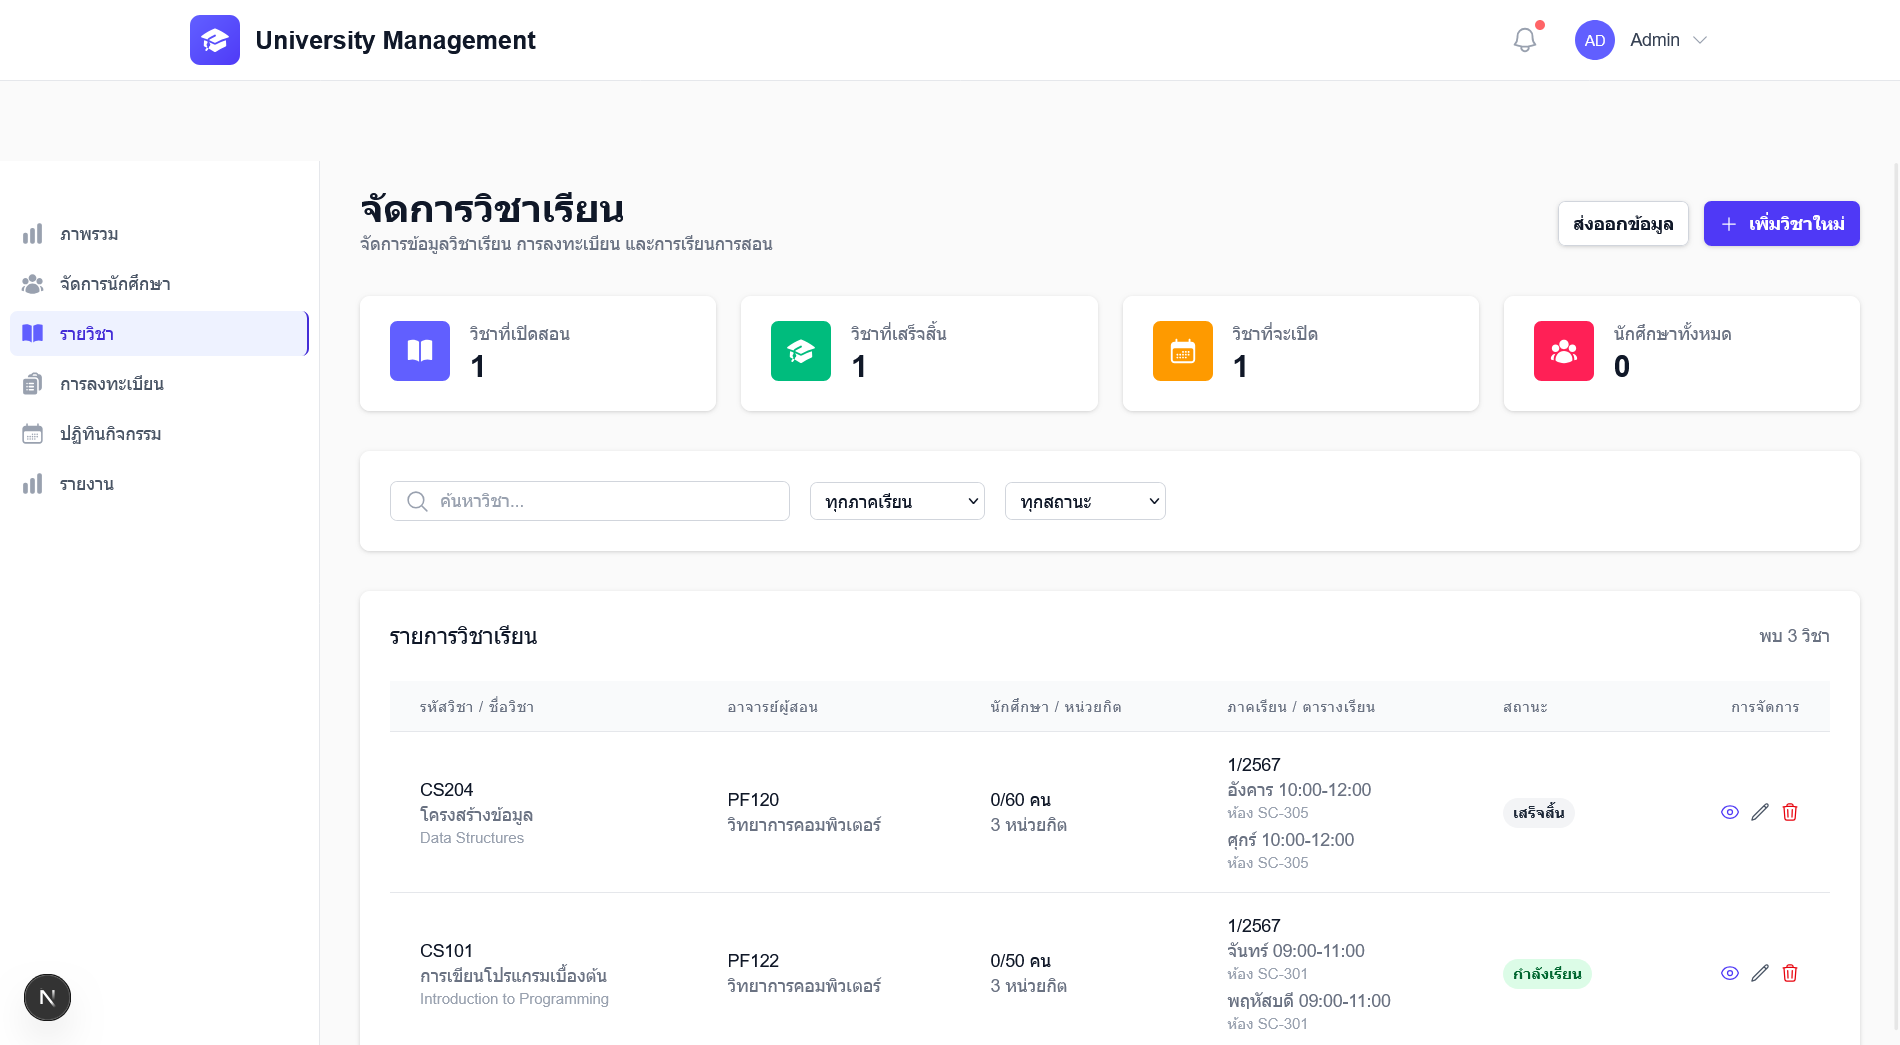 University Management
AD
Admin
ภาพรวม
จัดการนักศึกษา
รายวิชา
การลงทะเบียน
ปฏิทินกิจกรรม
รายงาน
จัดการวิชาเรียน
จัดการข้อมูลวิชาเรียน การลงทะเบียน และการเรียนการสอน
ส่งออกข้อมูล
เพิ่มวิชาใหม่
วิชาที่เปิดสอน
1
วิชาที่เสร็จสิ้น
1
วิชาที่จะเปิด
1
นักศึกษาทั้งหมด
0
ค้นหาวิชา...
ทุกภาคเรียน
ทุกสถานะ
รายการวิชาเรียน
พบ 3 วิชา
รหัสวิชา / ชื่อวิชา
อาจารย์ผู้สอน
นักศึกษา / หน่วยกิต
ภาคเรียน / ตารางเรียน
สถานะ
การจัดการ
CS204
โครงสร้างข้อมูล
Data Structures
PF120
วิทยาการคอมพิวเตอร์
0/60 คน
3 หน่วยกิต
1/2567
อังคาร 10:00-12:00
ห้อง SC-305
ศุกร์ 10:00-12:00
ห้อง SC-305
เสร็จสิ้น
CS101
การเขียนโปรแกรมเบื้องต้น
Introduction to Programming
PF122
วิทยาการคอมพิวเตอร์
0/50 คน
3 หน่วยกิต
1/2567
จันทร์ 09:00-11:00
ห้อง SC-301
พฤหัสบดี 09:00-11:00
ห้อง SC-301
กำลังเรียน
N